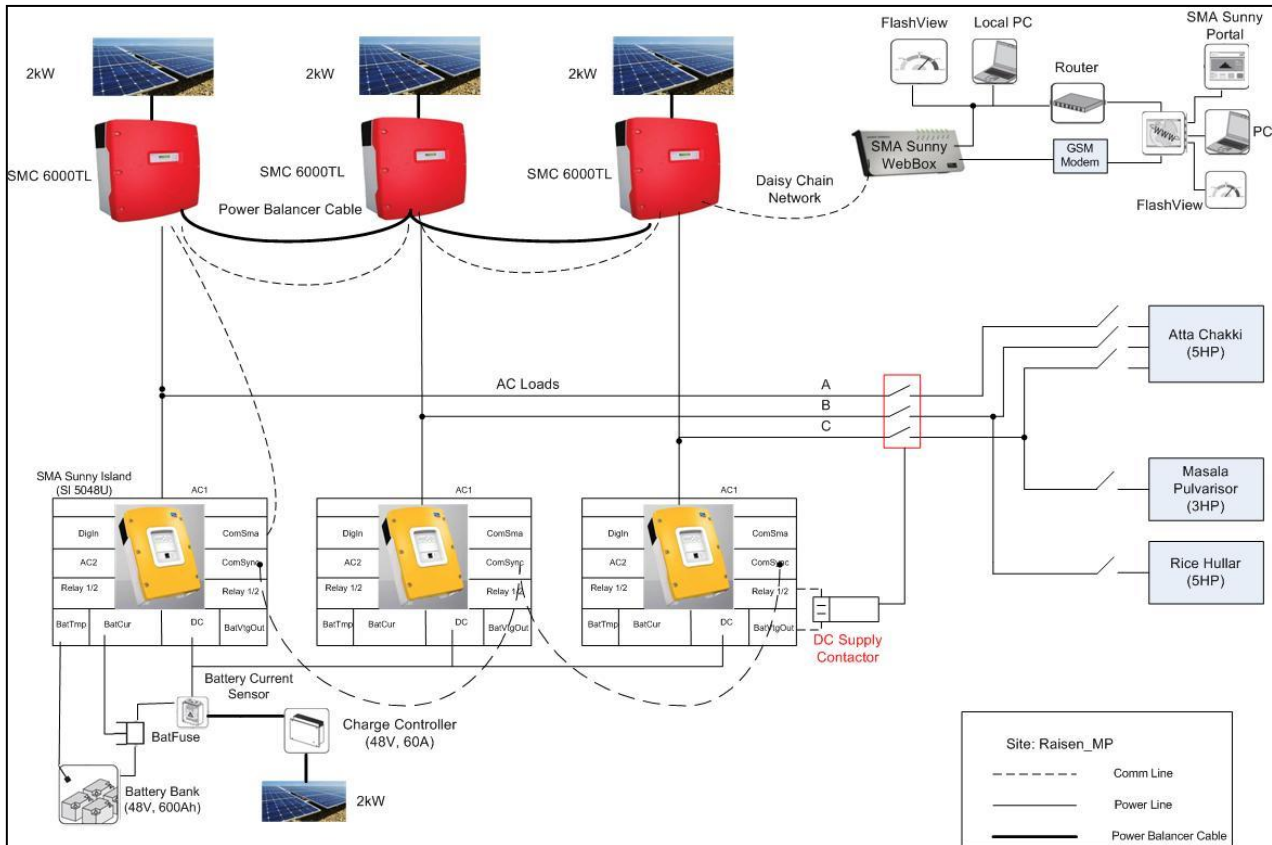 FlashView
Local PC
SMA Sunny
Portal
2kW
2kW
2kW
Router
WWW
PC
SMA Sunny
WebBox
GSM
Modem
FlashView
SMC 6000TL
SMC 6000TL
SMC 6000TL
Daisy Chain
Network
Power Balancer Cable
Atta Chakki
(5HP)
AC Loads
A
B
C
Masala
Pulvarisor
(3HP)
Rice Hullar
(5HP)
SMA Sunny Island
(SI 5048U)
AC1
AC1
AC1
DigIn
ComSma
DigIn
ComSma
DigIn
ComSma
AC2
ComSync
AC2
ComSync
AC2
ComSync
Relay 1/2
Relay 1/2
Relay 1/2
Relay 1/2
Relay 1/2
Relay 1/2
BatTmp
BatCur
DC
BatVtgOut
BatTmp
BatCur
DC
BatVtgOut
BatTmp
BatCur
DC
BatVtgOut
DC Supply
Contactor
Battery Current
Sensor
BatFuse
Charge Controller
(48V, 60A)
Battery Bank
(48V, 600Ah)
2kW
Site: Raisen_MP
Comm Line
Power Line
Power Balancer Cable